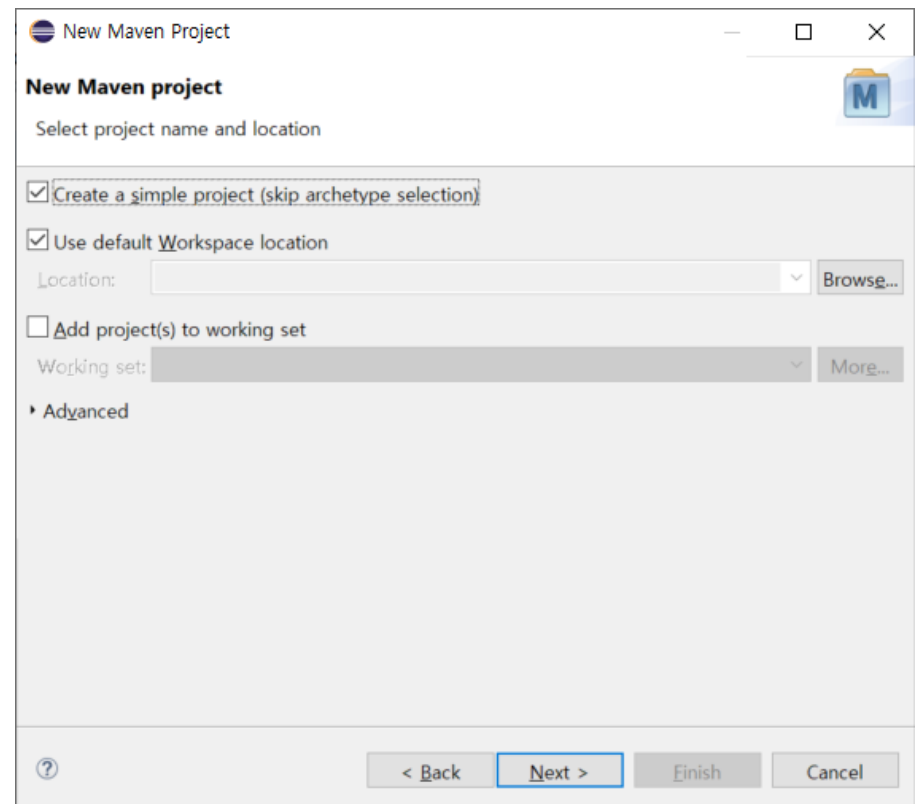 New Maven Project
New Maven project
Select project name and location
Create a simple project (skip archetype selection)
Use default Workspace location
Location:
Browse...
Add project(s) to working set
Working set:
More...
Advanced
< Back
Next >
Finish
Cancel